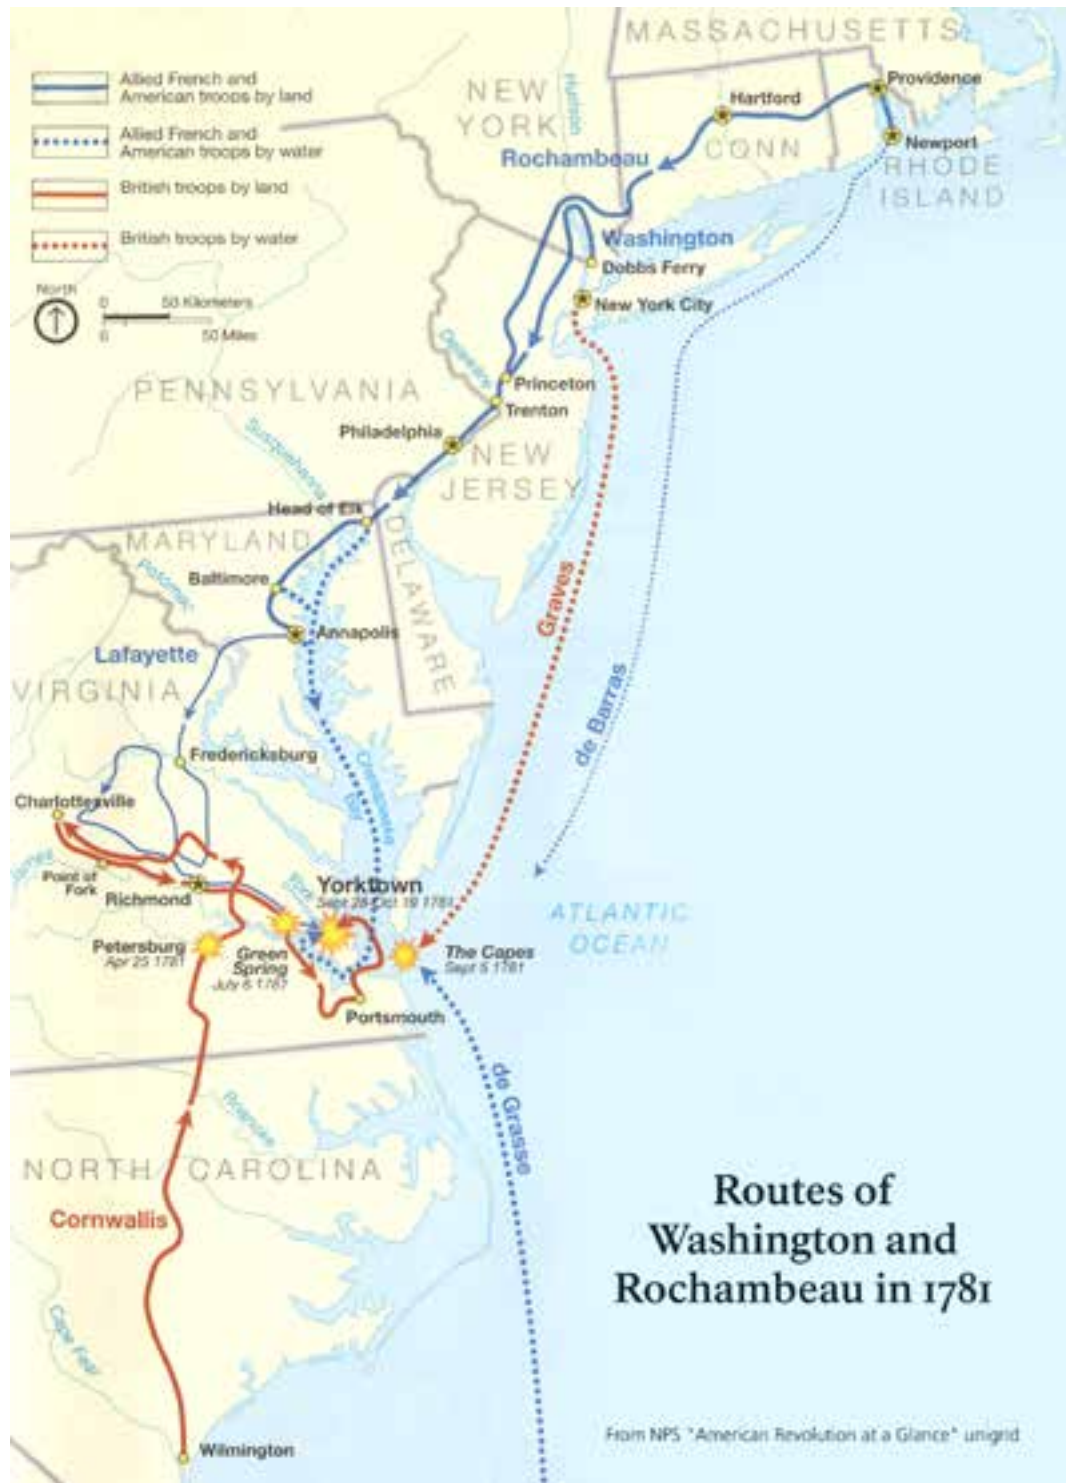 Allied French and
American troops by land
Allied French and
American troops by water
British troops by land
British troops by water
North
0 50 Kilometers
50 Miles
MASSACHUSETTS
NEW
YORK
Hudson
Providence
Hartford
Newport
CONN
RHODE
ISLAND
Rochambeau
Washington
Dobbs Ferry
New York City
Delaware
Princeton
Trenton
PENNSYLVANIA
Philadelphia
Susquehanna
NEW
JERSEY
Head of Elk
MARYLAND
DELAWARE
Baltimore
Potomac
Annapolis
Lafayette
VIRGINIA
Graves
de Barras
Fredericksburg
Chesapeake
Bay
Charlottesville
James
Point of
Fork
Richmond
York
Yorktown
Sept 28-Oct 19 1781
ATLANTIC
OCEAN
Petersburg
Apr 25 1781
Green
Spring
July 6 1781
The Capes
Sept 5 1781
Portsmouth
de Grasse
Roanoke
NORTH CAROLINA
Cornwallis
Cape Fear
Wilmington
Routes of
Washington and
Rochambeau in 1781
From NPS "American Revolution at a Glance" unigrid